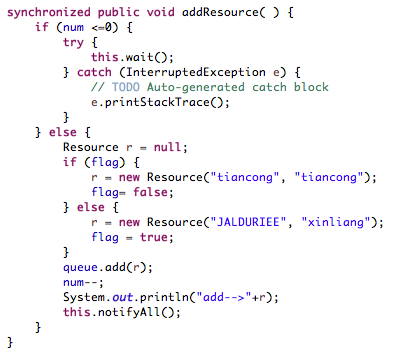 synchronized public void addResource( ) {
    if (num <=0) {
        try {
            this.wait();
        } catch (InterruptedException e) {
            // TODO Auto-generated catch block
            e.printStackTrace();
        }
    } else {
        Resource r = null;
        if (flag) {
            r = new Resource("tiancong", "tiancong");
            flag= false;
        } else {
            r = new Resource("JALDURIEE", "xinliang");
            flag = true;
        }
        queue.add(r);
        num--;
        System.out.println("add-->"+r);
        this.notifyAll();
    }
}